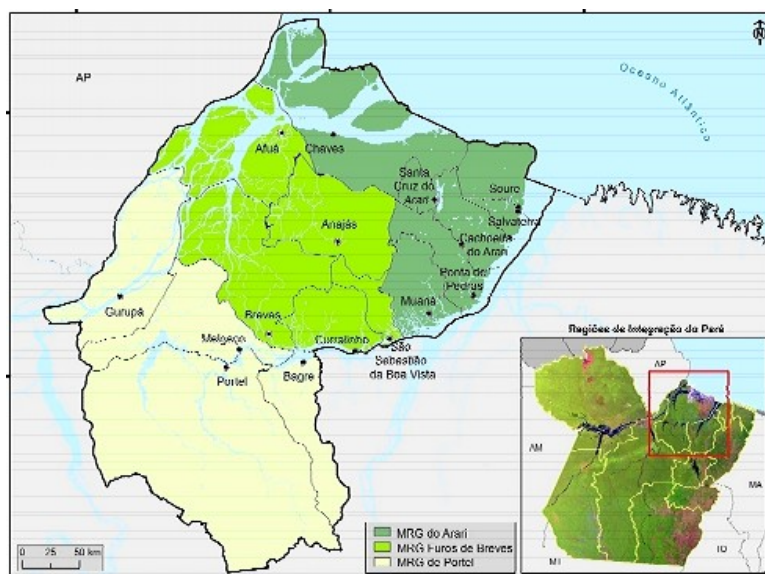 AP
N
Oceano Atlântico
Afuá
Chaves
Santa
Cruz do
Arari
Soure
Salvaterra
Anajás
Cachoeira
do Arari
Ponta de
Pedras
Muaná
Gurupá
Breves
Melgaço
Curralinho
São
Sebastião
da Boa Vista
Portel
Bagre
Regiões de Integração do Pará
AP
AM
MA
MT
TO
MRG do Arari
MRG Furos de Breves
MRG de Portel
0 25 50 km